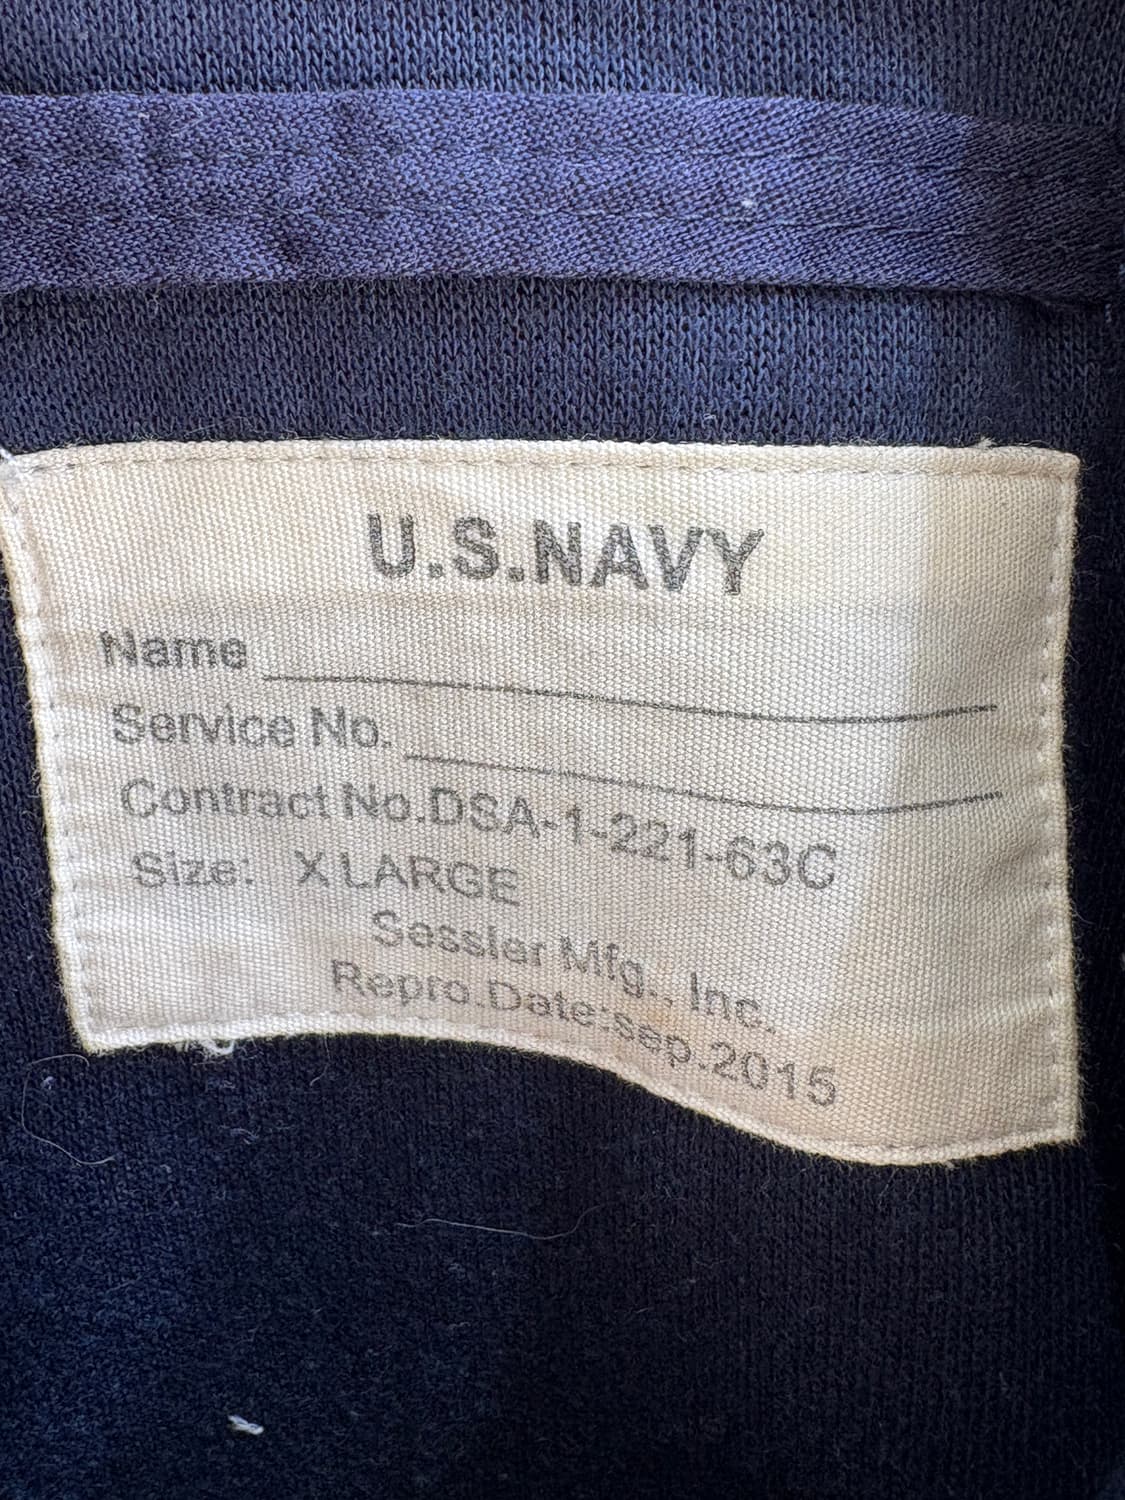 U.S.NAVY
Name
Service No.
Contract No.DSA-1-221-63C
Size: X LARGE
Sessler Mfg., Inc.
Repro.Date:sep.2015